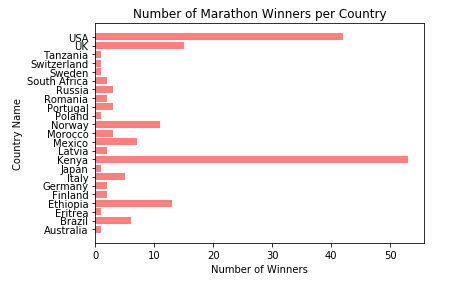 Number of Marathon Winners per Country
USA
UK
Tanzania
Switzerland
Sweden
South Africa
Russia
Romania
Portugal
Poland
Norway
Morocco
Mexico
Latvia
Kenya
Japan
Italy
Germany
Finland
Ethiopia
Eritrea
Brazil
Australia
Country Name
0 10 20 30 40 50
Number of Winners